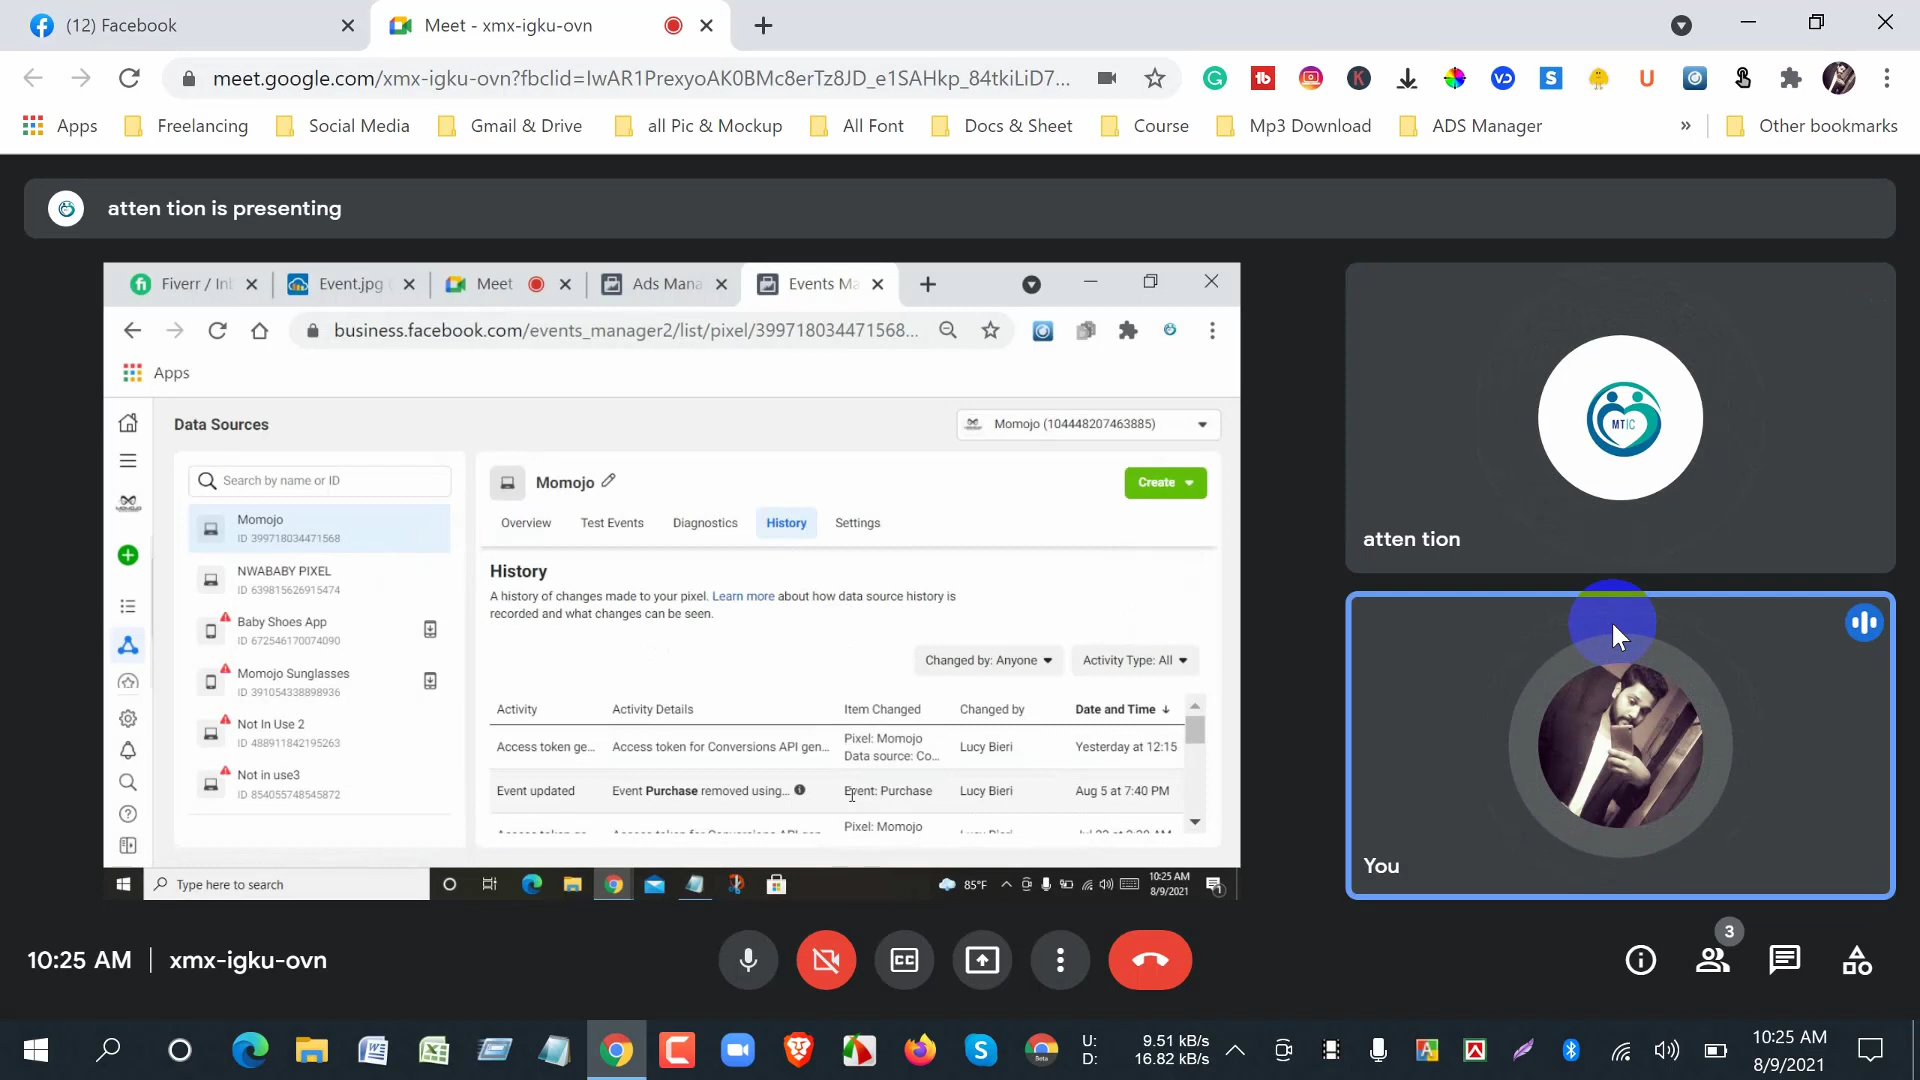 (12) Facebook
Meet - xmx-igku-ovn
meet.google.com/xmx-igku-ovn?fbclid=IwAR1PrexyoAK0BMc8erTz8JD_e1SAHkp_84tkiLiD7...
Apps
Freelancing
Social Media
Gmail & Drive
all Pic & Mockup
All Font
Docs & Sheet
Course
Mp3 Download
ADS Manager
»
Other bookmarks
atten tion is presenting
Fiverr / In
Event.jpg
Meet
Ads Mana
Events Ma
business.facebook.com/events_manager2/list/pixel/399718034471568...
Apps
Data Sources
Momojo (104448207463885)
Search by name or ID
Momojo
ID 399718034471568
NWABABY PIXEL
ID 639815626915474
Baby Shoes App
ID 672546170074090
Momojo Sunglasses
ID 391054338898936
Not In Use 2
ID 488911842195263
Not in use3
ID 854055748545872
Momojo
Create
Overview
Test Events
Diagnostics
History
Settings
History
A history of changes made to your pixel. Learn more about how data source history is
recorded and what changes can be seen.
Changed by: Anyone
Activity Type: All
Activity
Activity Details
Item Changed
Changed by
Date and Time ↓
Access token ge...
Access token for Conversions API gen...
Pixel: Momojo
Data source: Co...
Lucy Bieri
Yesterday at 12:15
Event updated
Event Purchase removed using...
Event: Purchase
Lucy Bieri
Aug 5 at 7:40 PM
Pixel: Momojo
Type here to search
85°F
10:25 AM
8/9/2021
MTIC
atten tion
You
10:25 AM
xmx-igku-ovn
CC
3
U: 9.51 kB/s
D: 16.82 kB/s
10:25 AM
8/9/2021